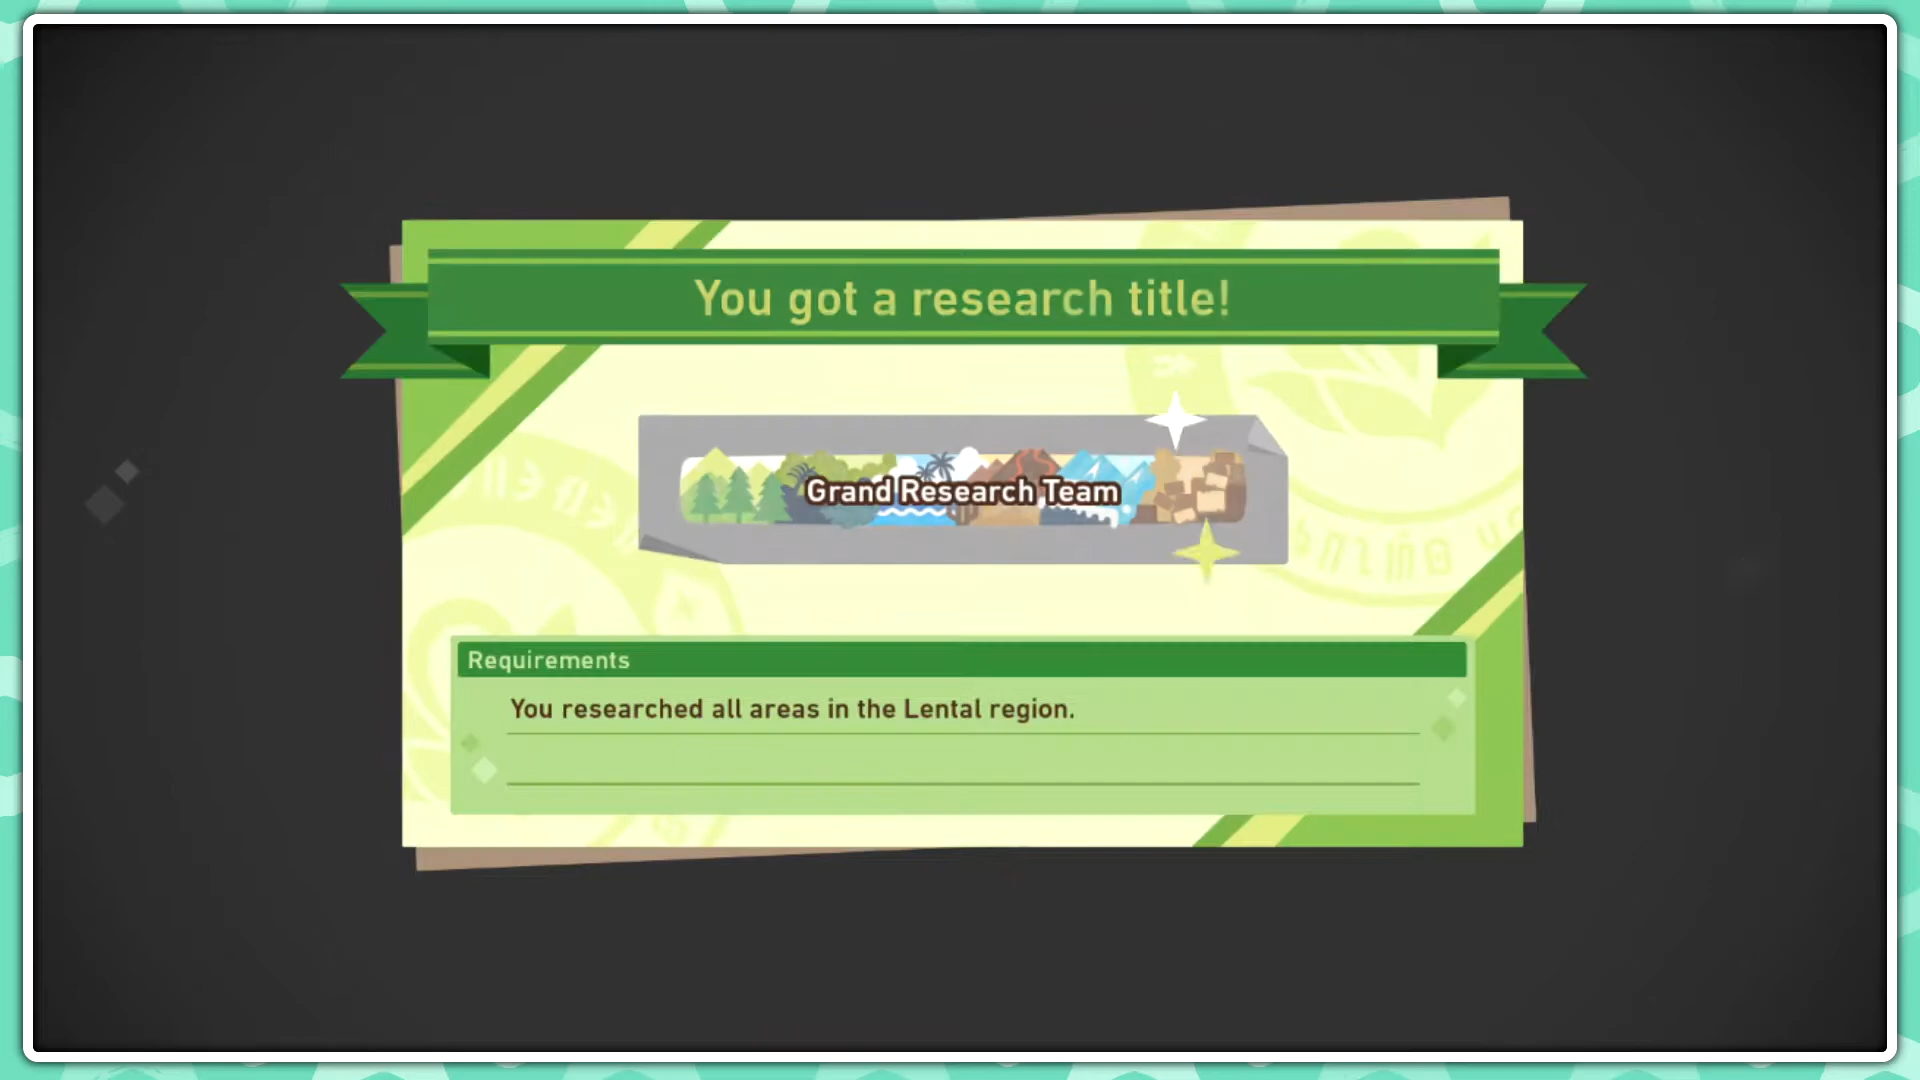 You got a research title!
Grand Research Team
Requirements
You researched all areas in the Lental region.